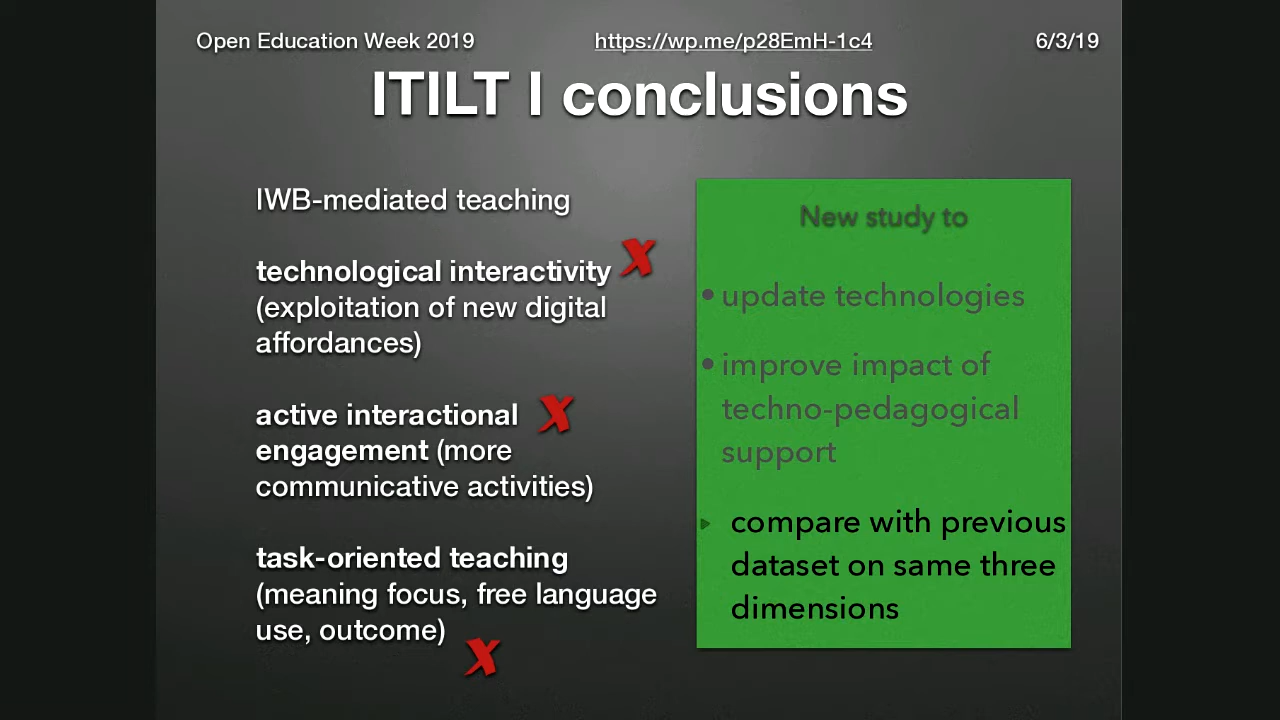 Open Education Week 2019 https://wp.me/p28EmH-1c4 6/3/19
ITILT I conclusions
IWB-mediated teaching
technological interactivity
(exploitation of new digital
affordances)
active interactional
engagement (more
communicative activities)
task-oriented teaching
(meaning focus, free language
use, outcome)
New study to
• update technologies
• improve impact of
techno-pedagogical
support
‣ compare with previous
dataset on same three
dimensions